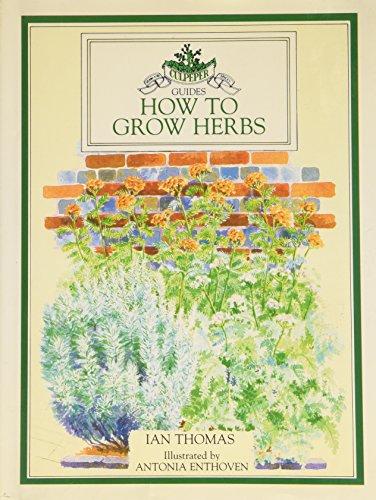 CULPEPER
GUIDES
HOW TO
GROW HERBS
IAN THOMAS
Illustrated by
ANTONIA ENTHOVEN